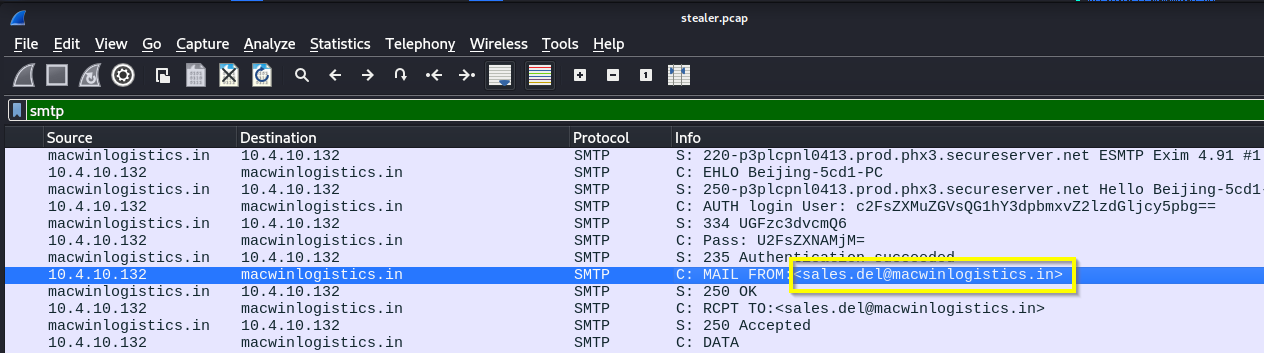 stealer.pcap
File Edit View Go Capture Analyze Statistics Telephony Wireless Tools Help
smtp
Source Destination Protocol Info
macwinlogistics.in 10.4.10.132 SMTP S: 220-p3plcpnl0413.prod.phx3.secureserver.net ESMTP Exim 4.91 #1
10.4.10.132 macwinlogistics.in SMTP C: EHLO Beijing-5cd1-PC
macwinlogistics.in 10.4.10.132 SMTP S: 250-p3plcpnl0413.prod.phx3.secureserver.net Hello Beijing-5cd1-
10.4.10.132 macwinlogistics.in SMTP C: AUTH login User: c2FsZXMuZGVsQG1hY3dpbmxvZ2lzdGljcy5pbg==
macwinlogistics.in 10.4.10.132 SMTP S: 334 UGFzc3dvcmQ6
10.4.10.132 macwinlogistics.in SMTP C: Pass: U2FsZXNAMjM=
macwinlogistics.in 10.4.10.132 SMTP S: 235 Authentication succeeded
10.4.10.132 macwinlogistics.in SMTP C: MAIL FROM:<sales.del@macwinlogistics.in>
macwinlogistics.in 10.4.10.132 SMTP S: 250 OK
10.4.10.132 macwinlogistics.in SMTP C: RCPT TO:<sales.del@macwinlogistics.in>
macwinlogistics.in 10.4.10.132 SMTP S: 250 Accepted
10.4.10.132 macwinlogistics.in SMTP C: DATA